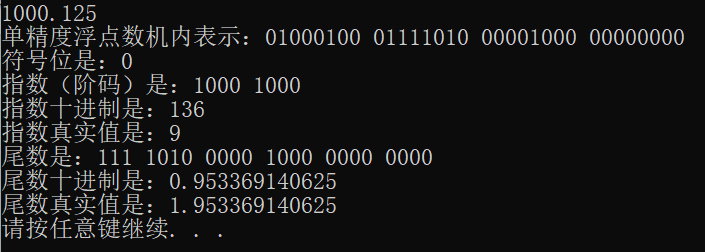 1000.125
单精度浮点数机内表示：01000100 01111010 00001000 00000000
符号位是：0
指数（阶码）是：1000 1000
指数十进制是：136
指数真实值是：9
尾数是：111 1010 0000 1000 0000 0000
尾数十进制是：0.953369140625
尾数真实值是：1.953369140625
请按任意键继续. . .